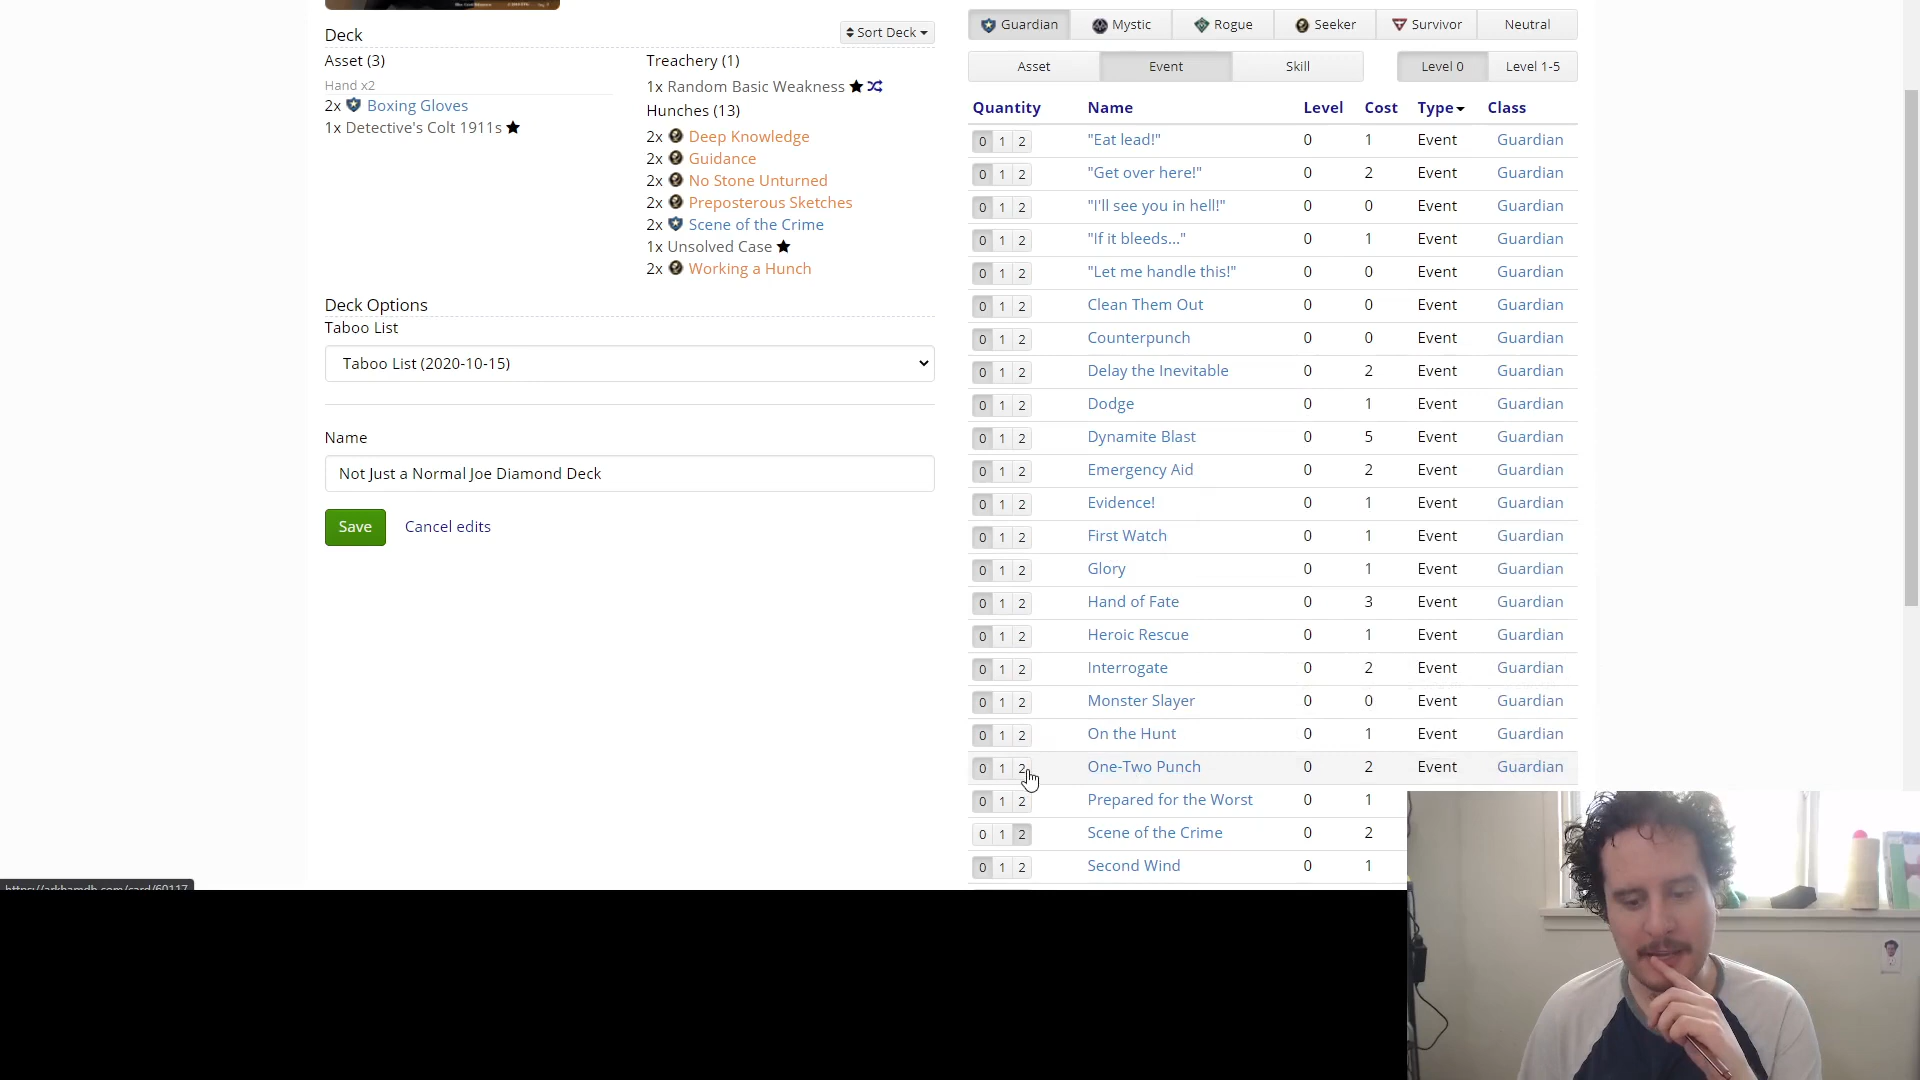 Deck
Sort Deck
Asset (3)
Hand x2
2x Boxing Gloves
1x Detective's Colt 1911s
Treachery (1)
1x Random Basic Weakness
Hunches (13)
2x Deep Knowledge
2x Guidance
2x No Stone Unturned
2x Preposterous Sketches
2x Scene of the Crime
1x Unsolved Case
2x Working a Hunch
Deck Options
Taboo List
Taboo List (2020-10-15)
Name
Not Just a Normal Joe Diamond Deck
Save Cancel edits
Guardian Mystic Rogue Seeker Survivor Neutral
Asset Event Skill Level 0 Level 1-5
Quantity Name Level Cost Type Class
0 1 2 "Eat lead!" 0 1 Event Guardian
0 1 2 "Get over here!" 0 2 Event Guardian
0 1 2 "I'll see you in hell!" 0 0 Event Guardian
0 1 2 "If it bleeds..." 0 1 Event Guardian
0 1 2 "Let me handle this!" 0 0 Event Guardian
0 1 2 Clean Them Out 0 0 Event Guardian
0 1 2 Counterpunch 0 0 Event Guardian
0 1 2 Delay the Inevitable 0 2 Event Guardian
0 1 2 Dodge 0 1 Event Guardian
0 1 2 Dynamite Blast 0 5 Event Guardian
0 1 2 Emergency Aid 0 2 Event Guardian
0 1 2 Evidence! 0 1 Event Guardian
0 1 2 First Watch 0 1 Event Guardian
0 1 2 Glory 0 1 Event Guardian
0 1 2 Hand of Fate 0 3 Event Guardian
0 1 2 Heroic Rescue 0 1 Event Guardian
0 1 2 Interrogate 0 2 Event Guardian
0 1 2 Monster Slayer 0 0 Event Guardian
0 1 2 On the Hunt 0 1 Event Guardian
0 1 2 One-Two Punch 0 2 Event Guardian
0 1 2 Prepared for the Worst 0 1
0 1 2 Scene of the Crime 0 2
0 1 2 Second Wind 0 1
https://arkhamdb.com/card/60117